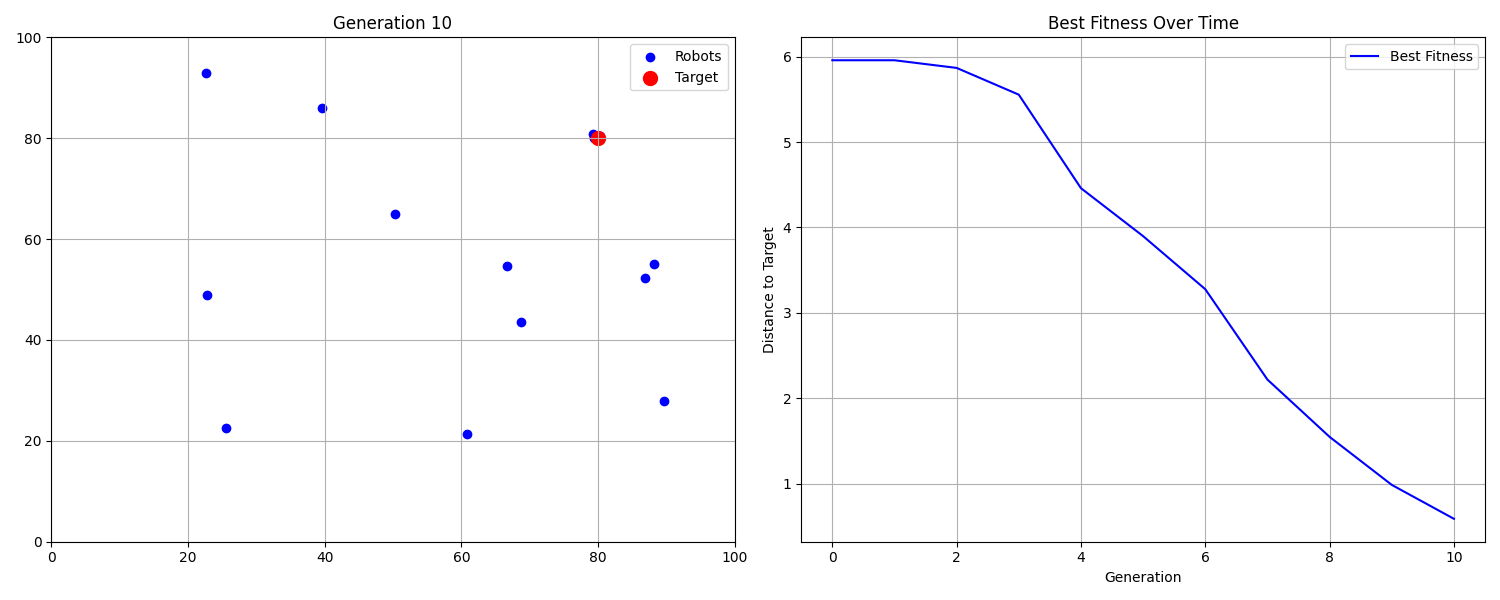 Generation 10
Robots
Target
100
80
60
40
20
0
0 20 40 60 80 100
Best Fitness Over Time
Best Fitness
Distance to Target
6
5
4
3
2
1
0 2 4 6 8 10
Generation